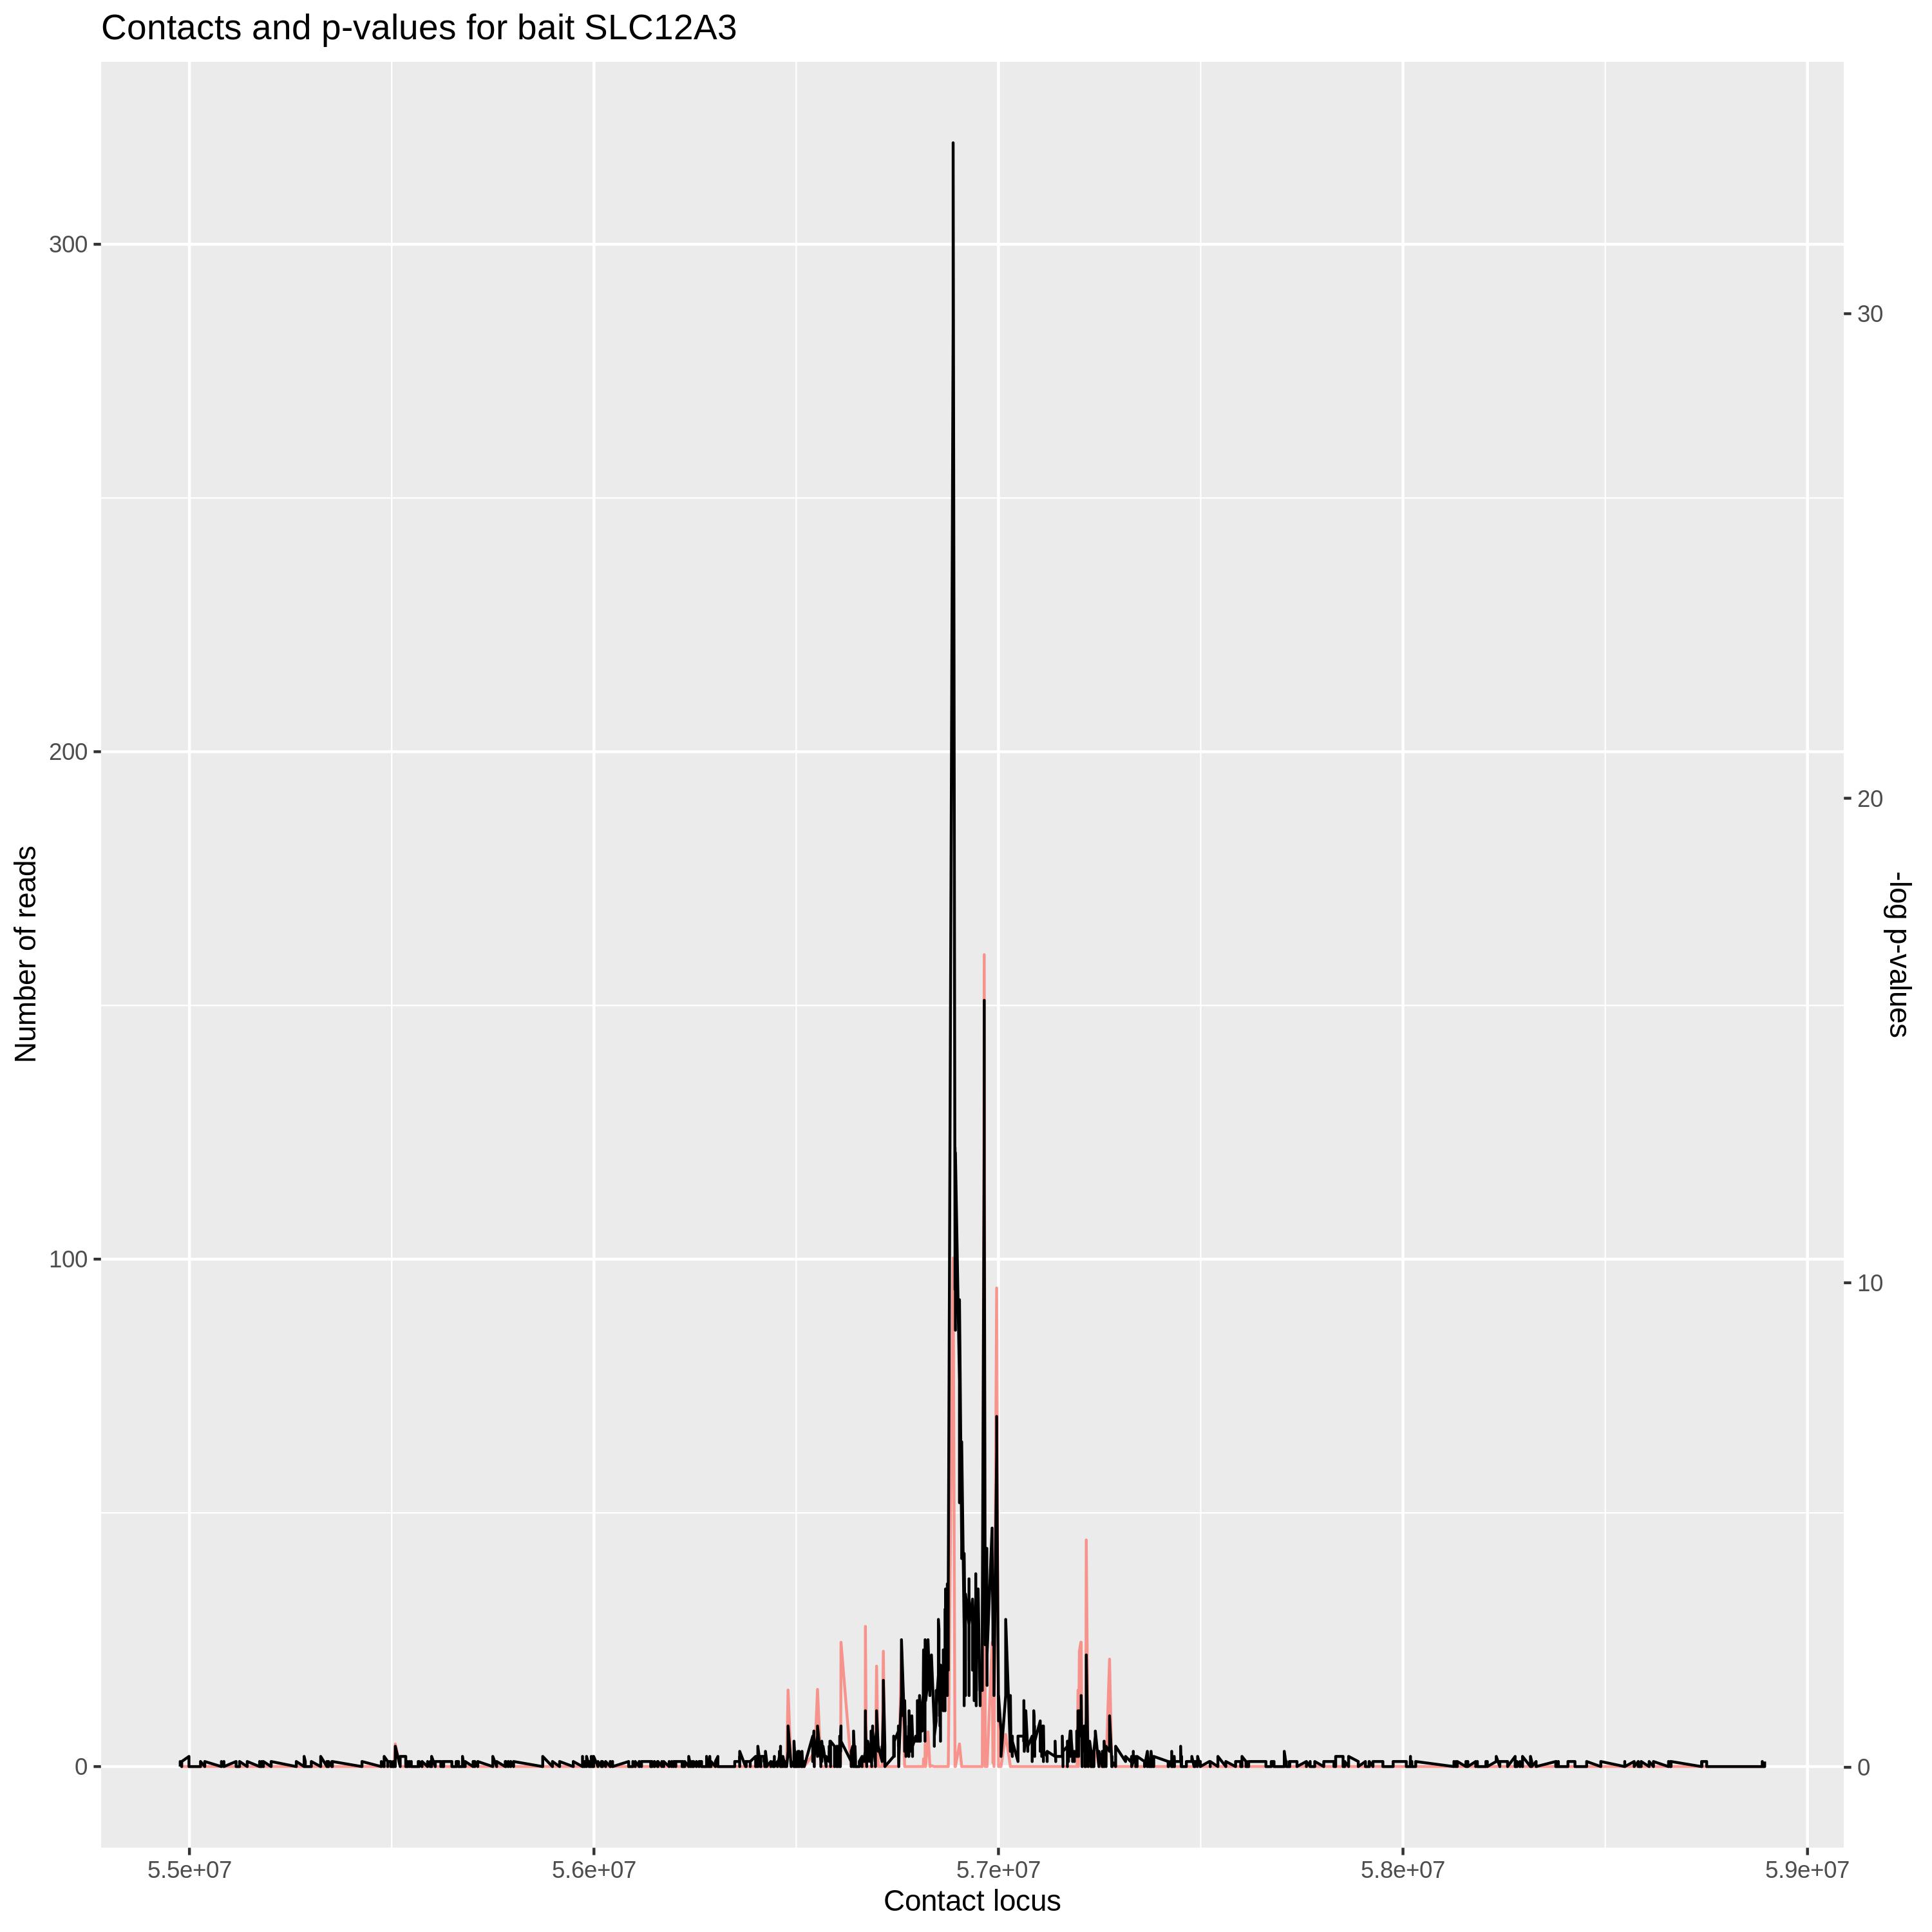 Contacts and p-values for bait SLC12A3
300
200
100
0
Number of reads
30
20
10
0
-log p-values
5.5e+07
5.6e+07
5.7e+07
5.8e+07
5.9e+07
Contact locus